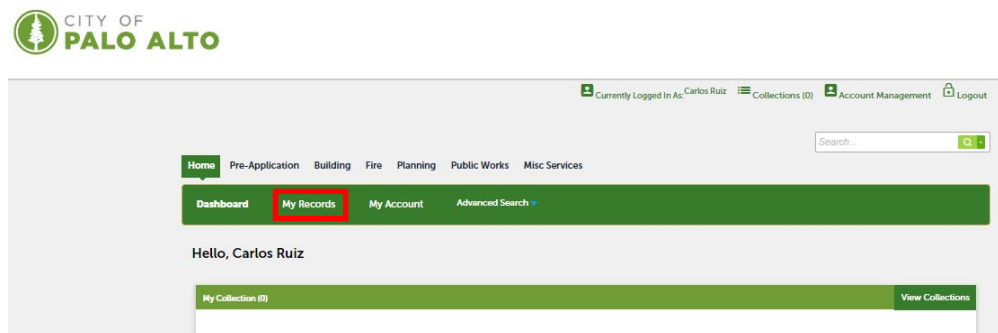 CITY OF
PALO ALTO
Currently Logged In As: Carlos Ruiz Collections (0) Account Management Logout
Search...
Home Pre-Application Building Fire Planning Public Works Misc Services
Dashboard My Records My Account Advanced Search
Hello, Carlos Ruiz
My Collection (0) View Collections